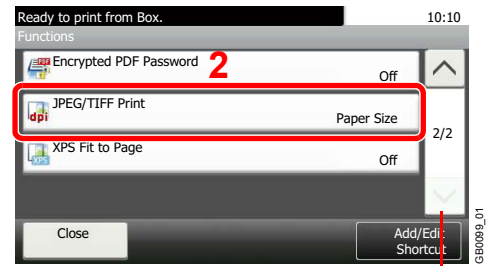 Ready to print from Box. 10:10
Functions
Encrypted PDF Password 2
Off
dpi
JPEG/TIFF Print
Paper Size
2/2
XPS
XPS Fit to Page
Off
Close
Add/Edit
Shortcut
GB0099_01